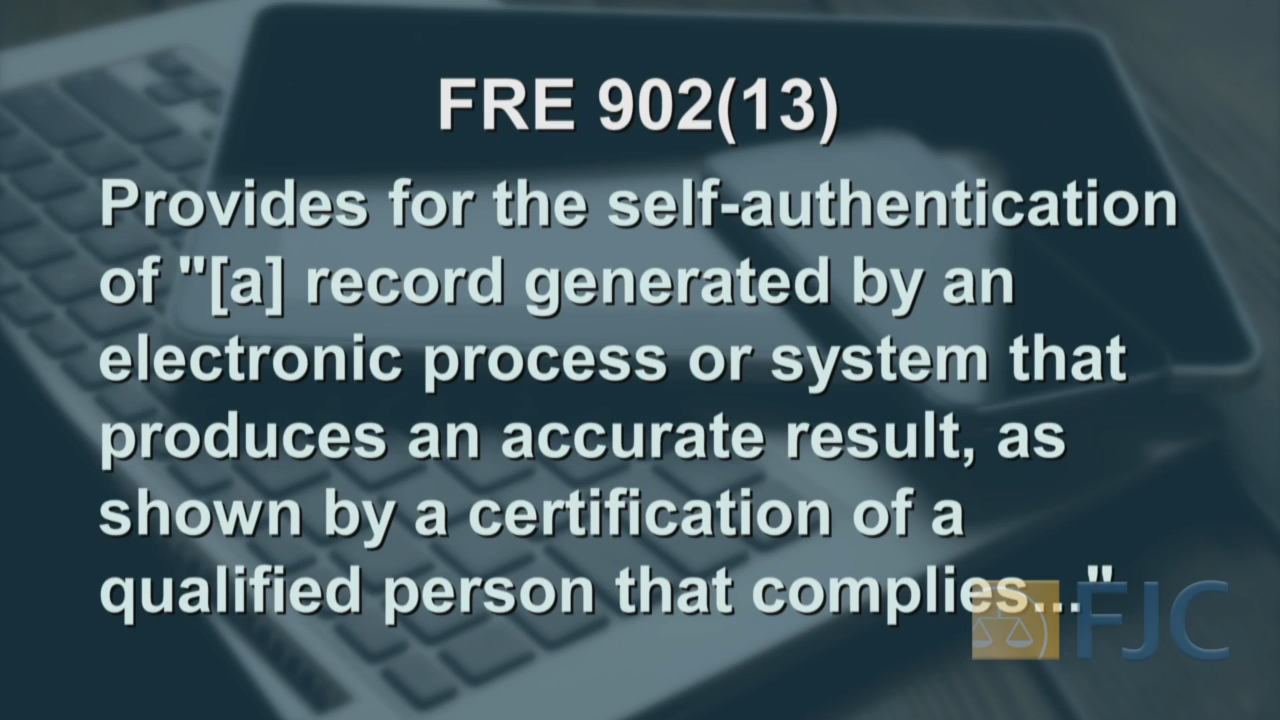 FRE 902(13)
Provides for the self-authentication
of "[a] record generated by an
electronic process or system that
produces an accurate result, as
shown by a certification of a
qualified person that complies..."
FJC